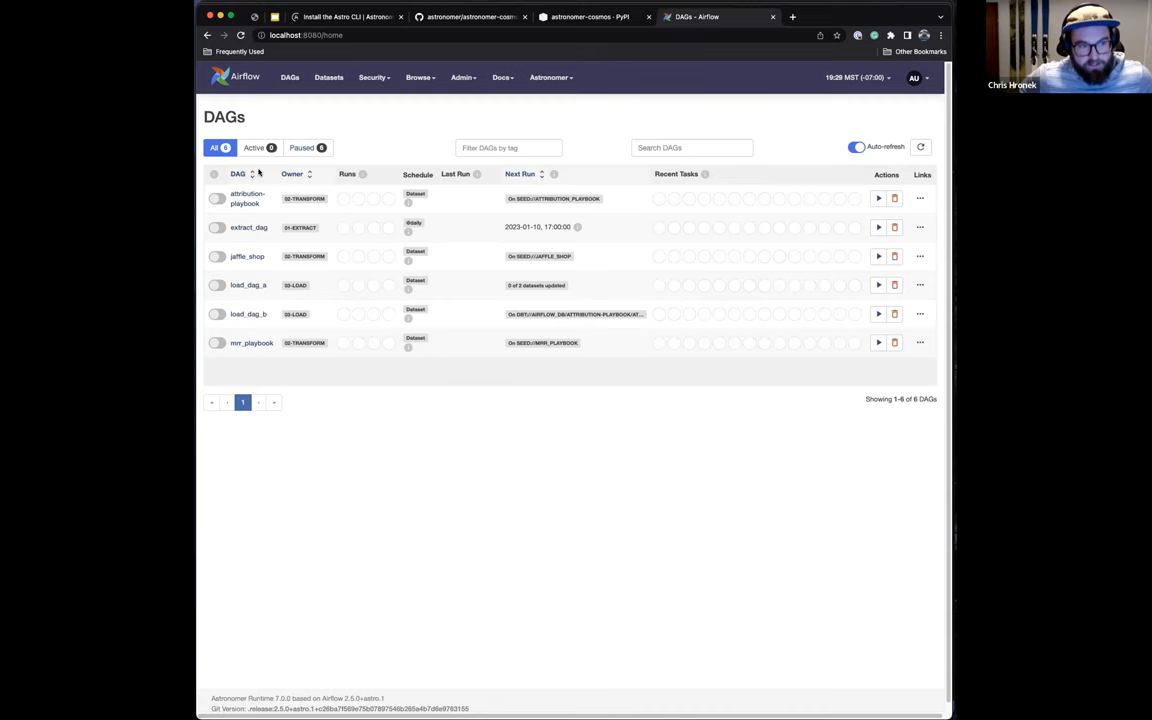 Install the Astro CLI | Astronom
astronomer/astronomer-cosmo
astronomer-cosmos · PyPI
DAGs - Airflow
localhost:8080/home
Frequently Used
Other Bookmarks
Airflow
DAGs
Datasets
Security
Browse
Admin
Docs
Astronomer
19:29 MST (-07:00)
AU
Chris Hronek
DAGs
All 6
Active 0
Paused 6
Filter DAGs by tag
Search DAGs
Auto-refresh
DAG Owner Runs Schedule Last Run Next Run Recent Tasks Actions Links
attribution-
playbook
02-TRANSFORM Dataset On SEED://ATTRIBUTION_PLAYBOOK
extract_dag 01-EXTRACT @daily 2023-01-10, 17:00:00
jaffle_shop 02-TRANSFORM Dataset On SEED://JAFFLE_SHOP
load_dag_a 03-LOAD Dataset 0 of 2 datasets updated
load_dag_b 03-LOAD Dataset On DBT://AIRFLOW_DB/ATTRIBUTION-PLAYBOOK/AT...
mrr_playbook 02-TRANSFORM Dataset On SEED://MRR_PLAYBOOK
« ‹ 1 › »
Showing 1-6 of 6 DAGs
Astronomer Runtime 7.0.0 based on Airflow 2.5.0+astro.1
Git Version: .release:2.5.0+astro.1+c26ba7f569e75b07897546b265a4b7d6e9763155